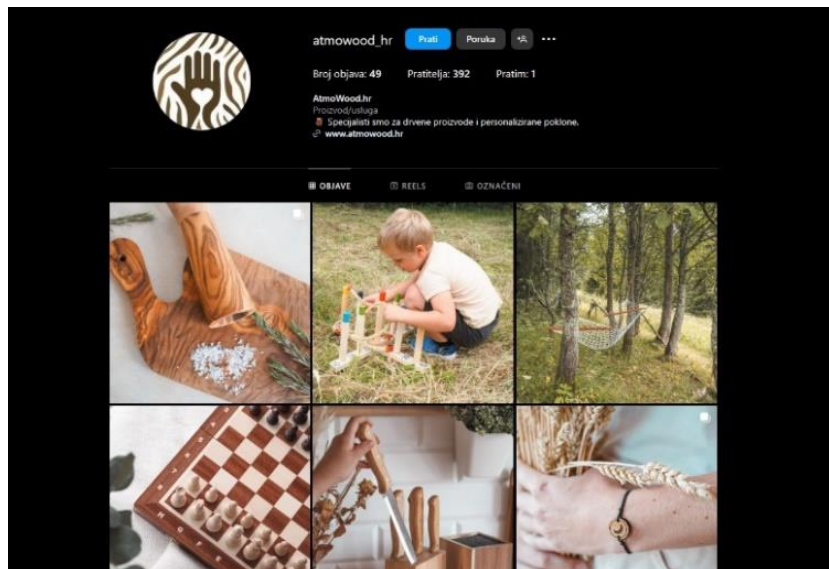 atmowood_hr Prati Poruka
Broj objava: 49 Pratitelja: 392 Pratim: 1
AtmoWood.hr
Proizvod/usluga
Specijalisti smo za drvene proizvode i personalizirane poklone.
www.atmowood.hr
OBJAVE REELS OZNAČENI